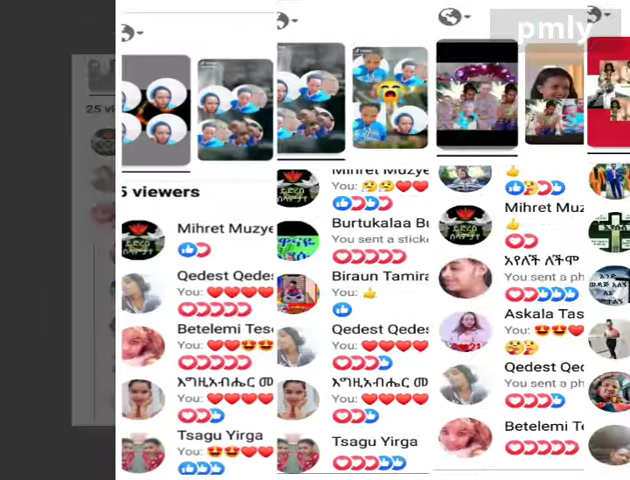 pmly
25 vi
5 viewers
Mihret Muzye
Qedest Qedes
You:
Betelemi Tes
You:
እግዚአብሔር መ
You:
Tsagu Yirga
You:
Mihret Muzye
You:
Burtukalaa Bu
You sent a sticke
Biraun Tamira
You:
Qedest Qedes
You:
እግዚአብሔር መ
You:
Tsagu Yirga
Mihret Muz
አየለች ለችሞ
You sent a ph
Askala Tas
You:
Qedest Qed
You sent a ph
Betelemi Te